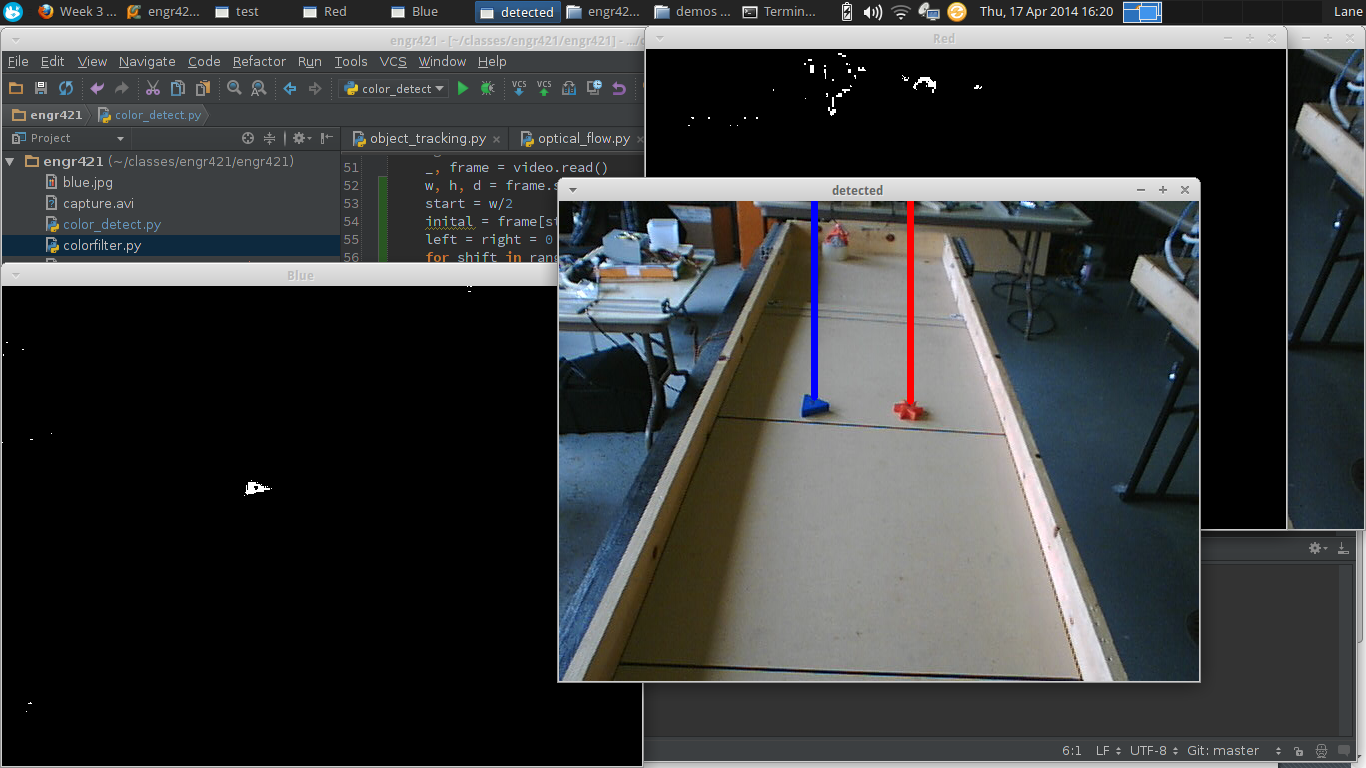 Week 3 ...
engr42...
test
Red
Blue
detected
engr42...
demos ...
Termin...
Thu, 17 Apr 2014 16:20
Lane
engr421 - [~/classes/engr421/engr421] - .../c
Red
File Edit View Navigate Code Refactor Run Tools VCS Window Help
color_detect
VCS VCS
engr421
color_detect.py
Project
object_tracking.py
optical_flow.py
engr421 (~/classes/engr421/engr421)
blue.jpg
capture.avi
color_detect.py
colorfilter.py
51 _, frame = video.read()
52 w, h, d = frame.s
53 start = w/2
54 inital = frame[st
55 left = right = 0
56 for shift in rang
detected
Blue
6:1 LF UTF-8 Git: master